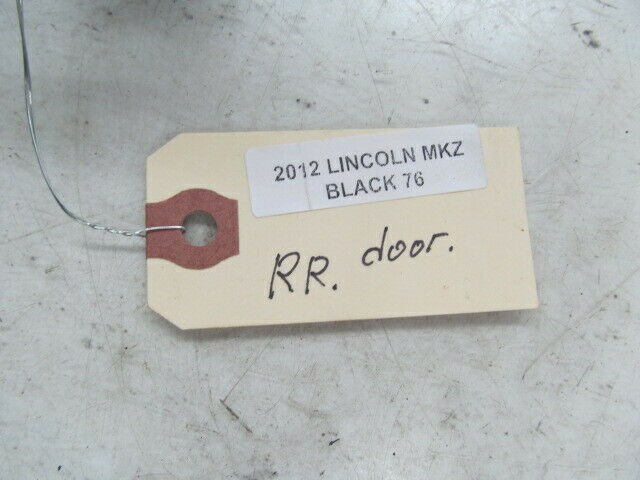 2012 LINCOLN MKZ
BLACK 76
RR. door.